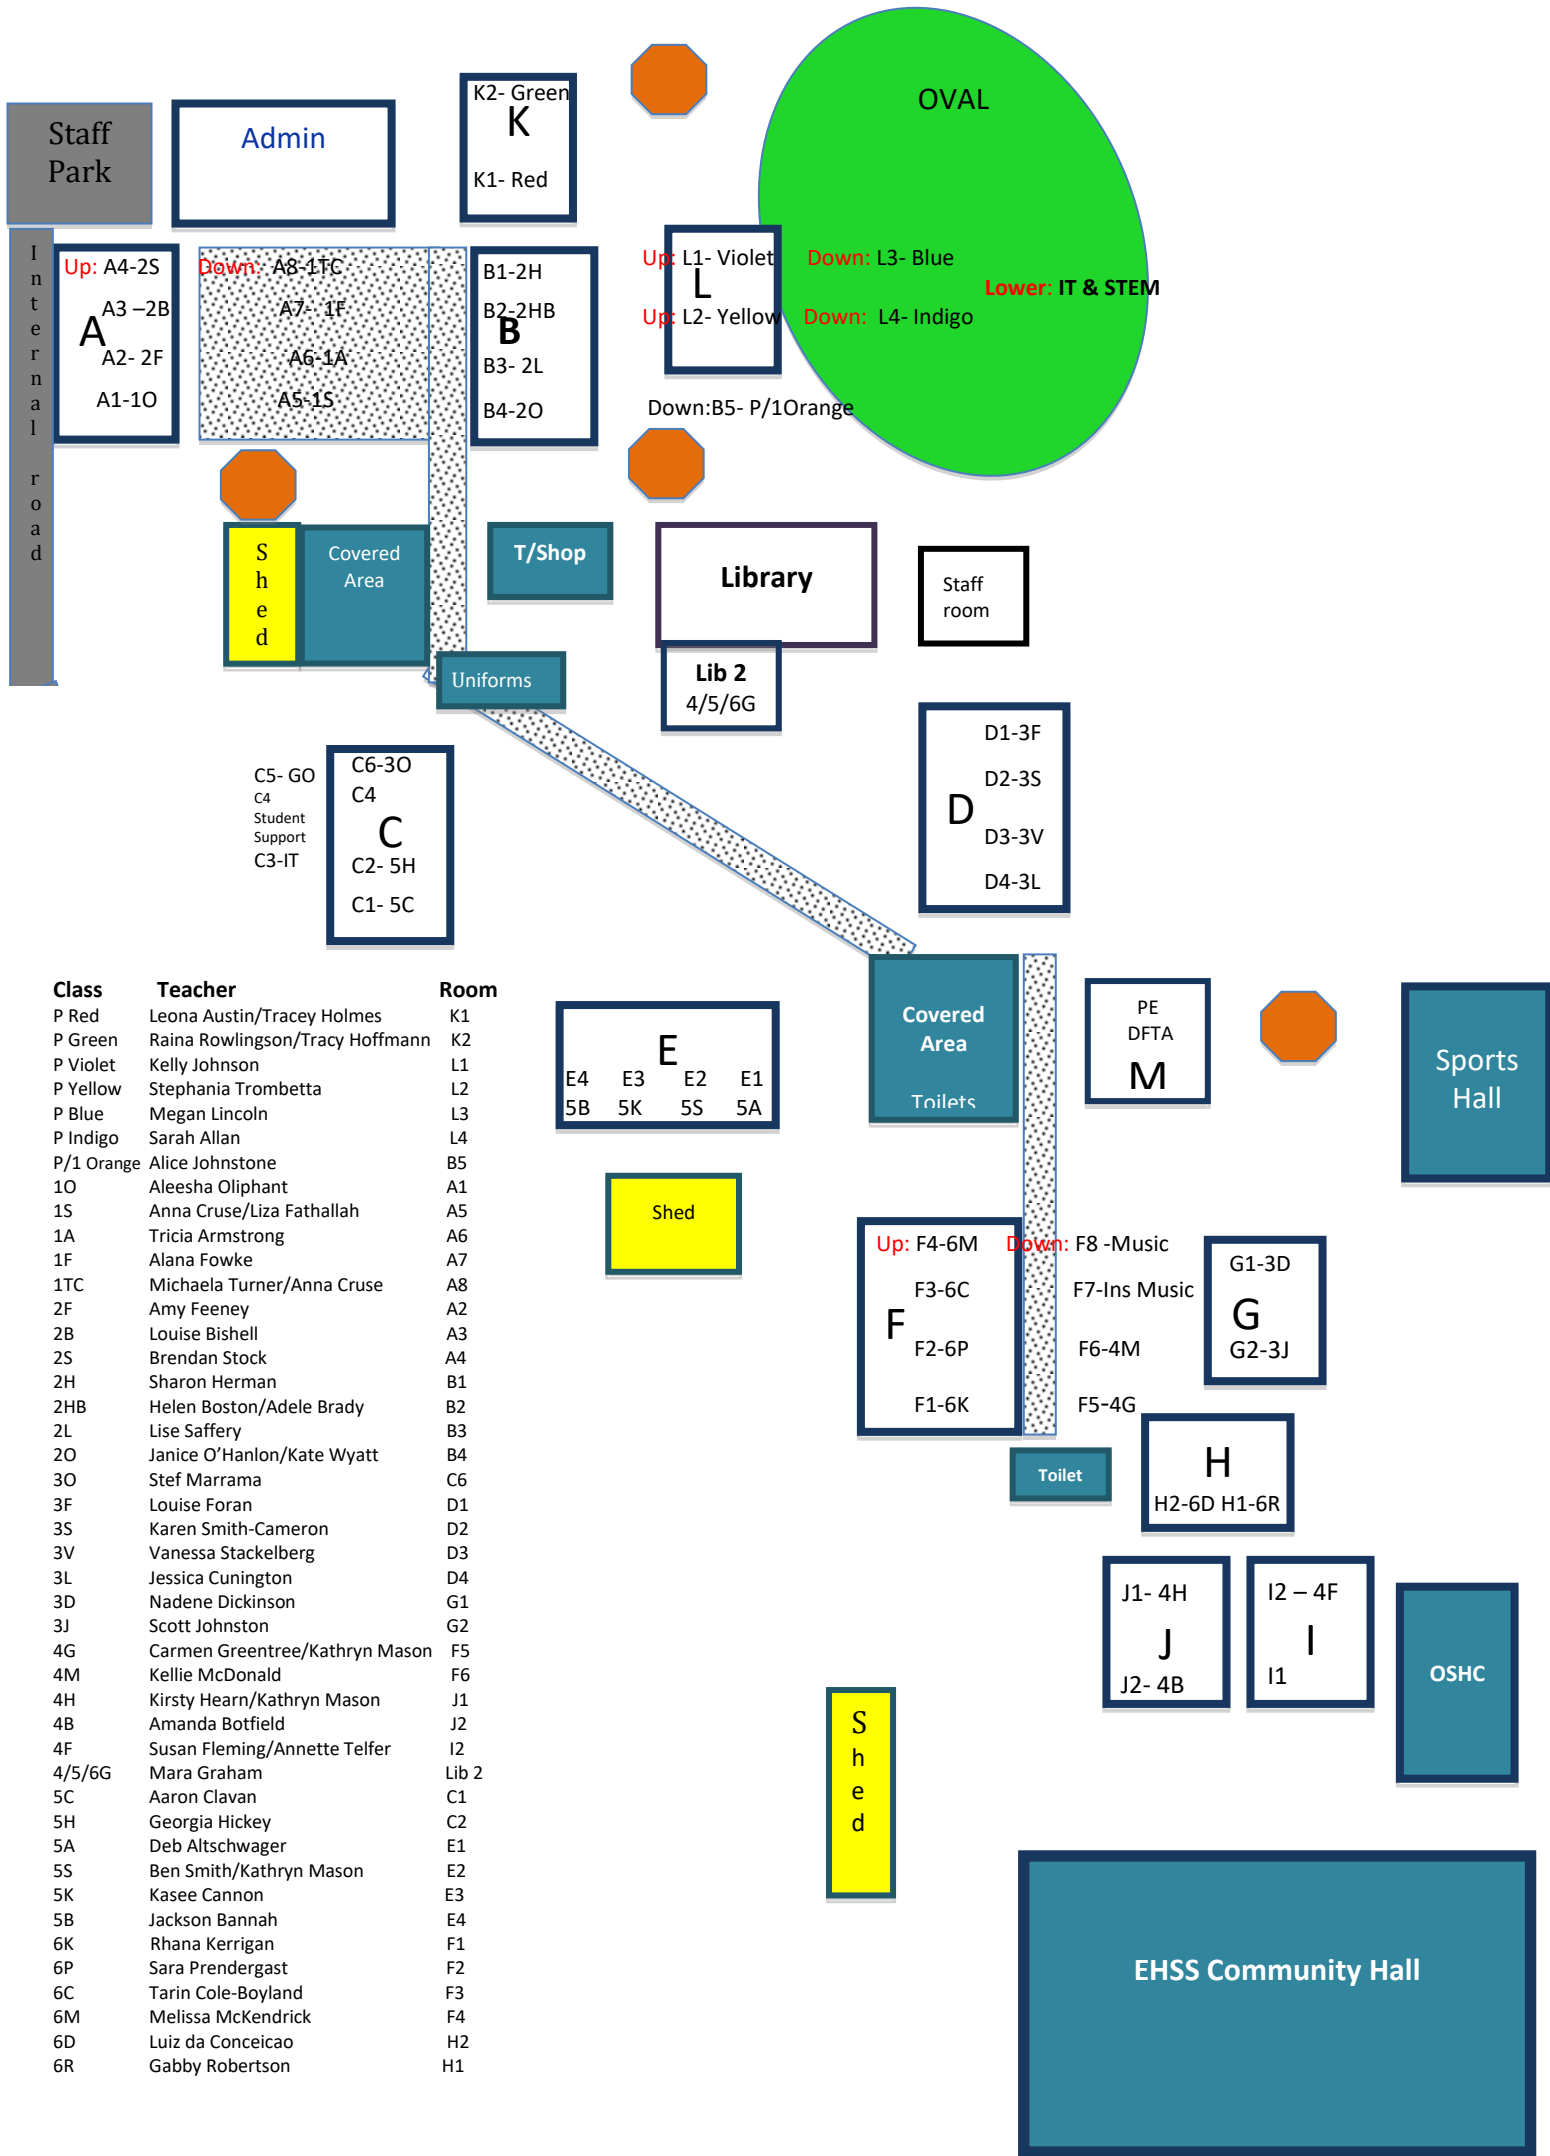 OVAL
K2- Green
K
K1- Red
Staff
Park
Admin
Internal road
Up: A4-2S
A3 –2B
A
A2- 2F
A1-1O
Down: A8-1TC
A7- 1F
A6-1A
A5-1S
B1-2H
B2-2HB
B
B3- 2L
B4-2O
Up: L1- Violet Down: L3- Blue
L
Lower: IT & STEM
Up: L2- Yellow Down: L4- Indigo
Down:B5- P/1Orange
Shed
Covered
Area
T/Shop
Library
Staff
room
Uniforms
Lib 2
4/5/6G
C5- GO
C4
Student
Support
C3-IT
C6-3O
C4
C
C2- 5H
C1- 5C
D1-3F
D2-3S
D
D3-3V
D4-3L
Covered
Area
Toilets
PE
DFTA
M
Sports
Hall
E
E4 E3 E2 E1
5B 5K 5S 5A
Shed
Up: F4-6M Down: F8 -Music
F3-6C F7-Ins Music
F
F2-6P F6-4M
F1-6K F5-4G
G1-3D
G
G2-3J
Toilet
H
H2-6D H1-6R
J1- 4H
J
J2- 4B
I2 – 4F
I
I1
OSHC
Shed
EHSS Community Hall
Class Teacher Room
P Red Leona Austin/Tracey Holmes K1
P Green Raina Rowlingson/Tracy Hoffmann K2
P Violet Kelly Johnson L1
P Yellow Stephania Trombetta L2
P Blue Megan Lincoln L3
P Indigo Sarah Allan L4
P/1 Orange Alice Johnstone B5
1O Aleesha Oliphant A1
1S Anna Cruse/Liza Fathallah A5
1A Tricia Armstrong A6
1F Alana Fowke A7
1TC Michaela Turner/Anna Cruse A8
2F Amy Feeney A2
2B Louise Bishell A3
2S Brendan Stock A4
2H Sharon Herman B1
2HB Helen Boston/Adele Brady B2
2L Lise Saffery B3
2O Janice O’Hanlon/Kate Wyatt B4
3O Stef Marrama C6
3F Louise Foran D1
3S Karen Smith-Cameron D2
3V Vanessa Stackelberg D3
3L Jessica Cunington D4
3D Nadene Dickinson G1
3J Scott Johnston G2
4G Carmen Greentree/Kathryn Mason F5
4M Kellie McDonald F6
4H Kirsty Hearn/Kathryn Mason J1
4B Amanda Botfield J2
4F Susan Fleming/Annette Telfer I2
4/5/6G Mara Graham Lib 2
5C Aaron Clavan C1
5H Georgia Hickey C2
5A Deb Altschwager E1
5S Ben Smith/Kathryn Mason E2
5K Kasee Cannon E3
5B Jackson Bannah E4
6K Rhana Kerrigan F1
6P Sara Prendergast F2
6C Tarin Cole-Boyland F3
6M Melissa McKendrick F4
6D Luiz da Conceicao H2
6R Gabby Robertson H1